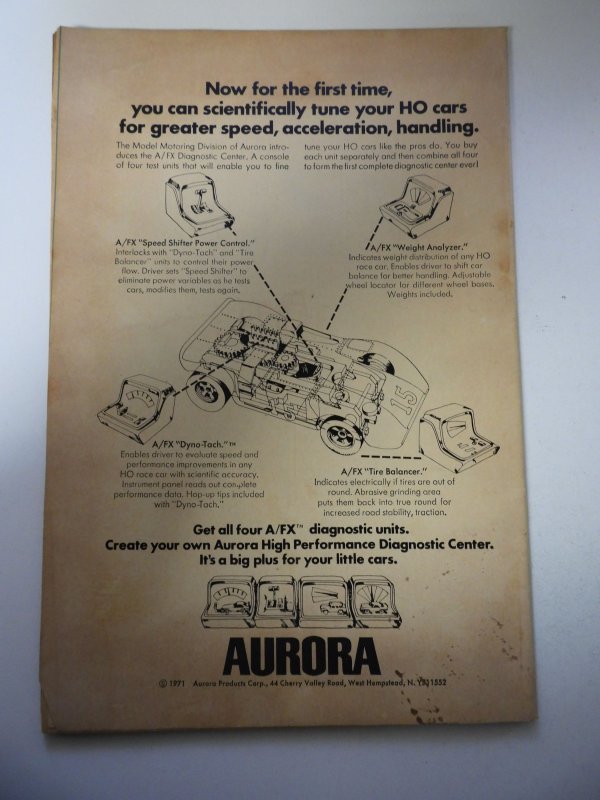 Now for the first time,
you can scientifically tune your HO cars
for greater speed, acceleration, handling.
The Model Motoring Division of Aurora intro-
duces the A/FX Diagnostic Center. A console
of four test units that will enable you to fine
tune your HO cars like the pros do. You buy
each unit separately and then combine all four
to form the first complete diagnostic center ever!
A/FX "Speed Shifter Power Control."
Interlocks with "Dyno-Tach" and "Tire
Balancer" units to control their power
flow. Driver sets "Speed Shifter" to
eliminate power variables as he tests
cars, modifies them, tests again.
A/FX "Weight Analyzer."
Indicates weight distribution of any HO
race car. Enables driver to shift car
balance for better handling. Adjustable
wheel locator for different wheel bases.
Weights included.
15
A/FX "Dyno-Tach."™
Enables driver to evaluate speed and
performance improvements in any
HO race car with scientific accuracy.
Instrument panel reads out complete
performance data. Hop-up tips included
with "Dyno-Tach."
A/FX "Tire Balancer."
Indicates electrically if tires are out of
round. Abrasive grinding area
puts them back into true round for
increased road stability, traction.
Get all four A/FX™ diagnostic units.
Create your own Aurora High Performance Diagnostic Center.
It's a big plus for your little cars.
AURORA
© 1971 Aurora Products Corp., 44 Cherry Valley Road, West Hempstead, N. Y. 11552